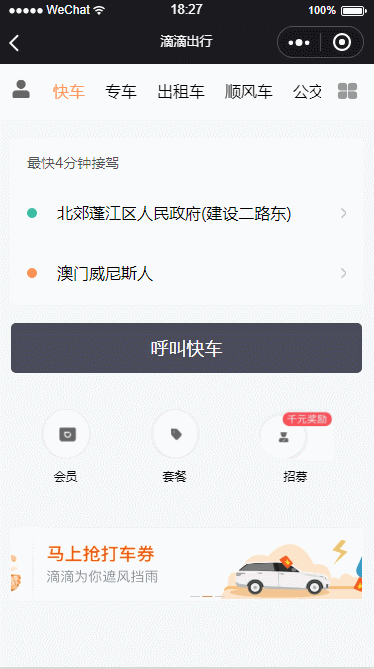 WeChat 18:27 100%
滴滴出行
快车 专车 出租车 顺风车 公交
最快4分钟接驾
北郊蓬江区人民政府(建设二路东)
澳门威尼斯人
呼叫快车
千元奖励
会员 套餐 招募
马上抢打车券
滴滴为你遮风挡雨